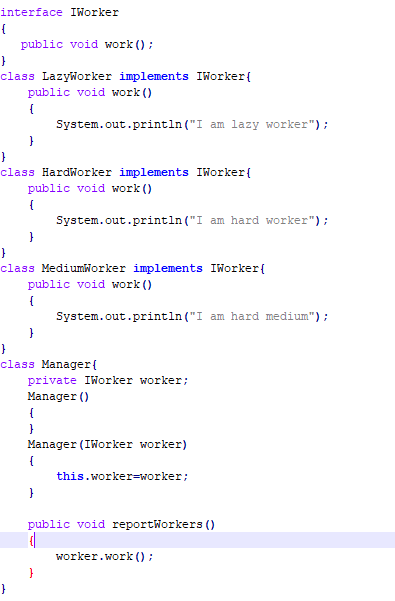 interface IWorker
{
   public void work();
}
class LazyWorker implements IWorker{
    public void work()
    {
        System.out.println("I am lazy worker");
    }
}
class HardWorker implements IWorker{
    public void work()
    {
        System.out.println("I am hard worker");
    }
}
class MediumWorker implements IWorker{
    public void work()
    {
        System.out.println("I am hard medium");
    }
}
class Manager{
    private IWorker worker;
    Manager()
    {
    }
    Manager(IWorker worker)
    {
        this.worker=worker;
    }

    public void reportWorkers()
    {
        worker.work();
    }
}